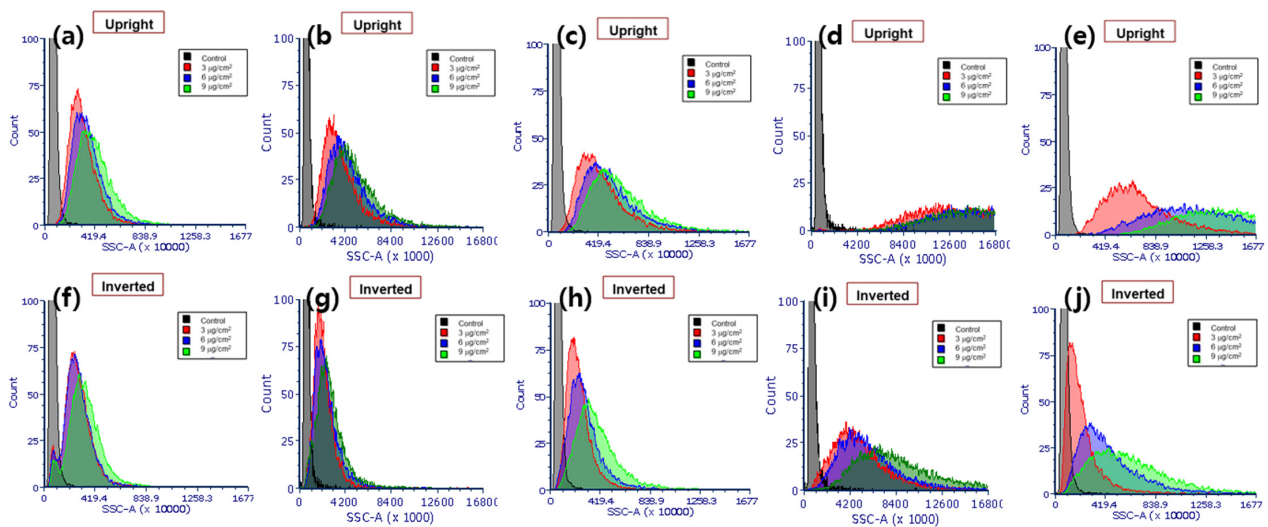 (a) Upright
100
75
50
25
0
Count
Control
3 µg/cm²
6 µg/cm²
9 µg/cm²
0 419.4 838.9 1258.3 1677
SSC-A (x 10000)
(b) Upright
100
75
50
25
0
Count
Control
3 µg/cm²
6 µg/cm²
9 µg/cm²
0 4200 8400 12600 16800
SSC-A (x 1000)
(c) Upright
100
75
50
25
0
Count
Control
3 µg/cm²
6 µg/cm²
9 µg/cm²
0 419.4 838.9 1258.3 1677
SSC-A (x 10000)
(d) Upright
100
75
50
25
0
Count
Control
3 µg/cm²
6 µg/cm²
9 µg/cm²
0 4200 8400 12600 16800
SSC-A (x 1000)
(e) Upright
100
75
50
25
0
Count
Control
3 µg/cm²
6 µg/cm²
9 µg/cm²
0 419.4 838.9 1258.3 1677
SSC-A (x 10000)
(f) Inverted
100
75
50
25
0
Count
Control
3 µg/cm²
6 µg/cm²
9 µg/cm²
0 419.4 838.9 1258.3 1677
SSC-A (x 10000)
(g) Inverted
100
75
50
25
0
Count
Control
3 µg/cm²
6 µg/cm²
9 µg/cm²
0 4200 8400 12600 16800
SSC-A (x 1000)
(h) Inverted
100
75
50
25
0
Count
Control
3 µg/cm²
6 µg/cm²
9 µg/cm²
0 419.4 838.9 1258.3 1677
SSC-A (x 10000)
(i) Inverted
100
75
50
25
0
Count
Control
3 µg/cm²
6 µg/cm²
9 µg/cm²
0 4200 8400 12600 16800
SSC-A (x 1000)
(j) Inverted
100
75
50
25
0
Count
Control
3 µg/cm²
6 µg/cm²
9 µg/cm²
0 419.4 838.9 1258.3 1677
SSC-A (x 10000)